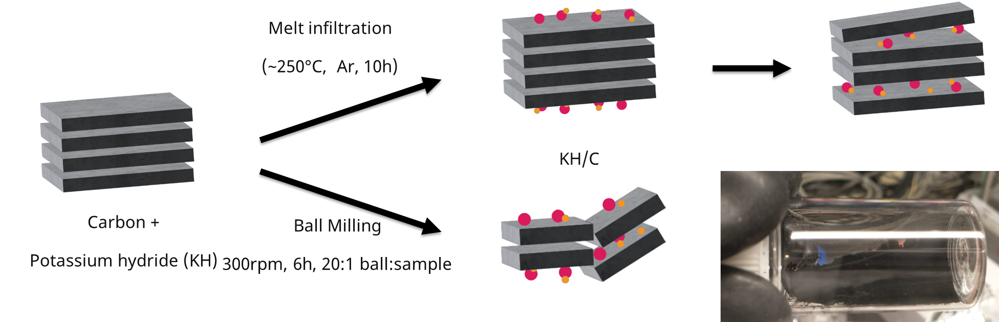 Melt infiltration
(~250°C, Ar, 10h)
Carbon +
Potassium hydride (KH)
Ball Milling
300rpm, 6h, 20:1 ball:sample
KH/C